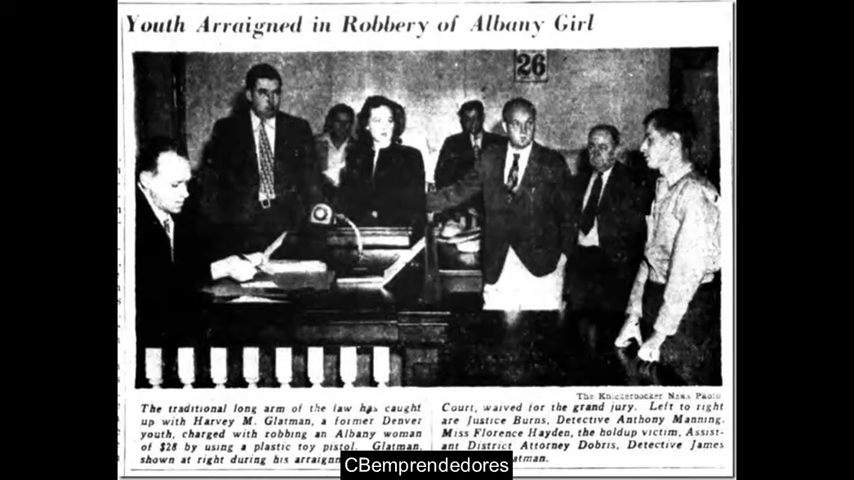 Youth Arraigned in Robbery of Albany Girl
26
The Knickerbocker News Photo
The traditional long arm of the law has caught
up with Harvey M. Glatman, a former Denver
youth, charged with robbing an Albany woman
of $28 by using a plastic toy pistol. Glatman,
shown at right during his arraign
Court, waived for the grand jury. Left to right
are Justice Burns, Detective Anthony Manning,
Miss Florence Hayden, the holdup victim, Assist-
ant District Attorney Dobris, Detective James
atman.
CBemprendedores